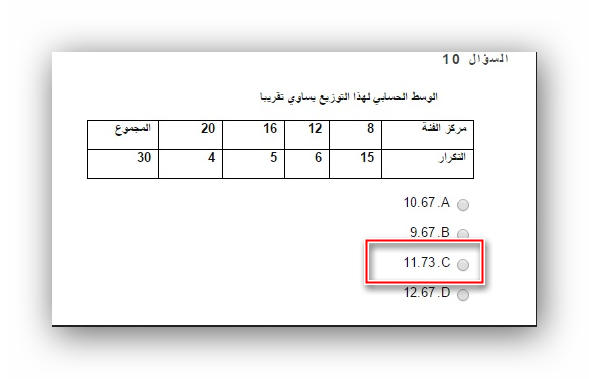 السؤال 10
الوسط الحسابي لهذا التوزيع يساوي تقريبا
مركز الفئة 8 12 16 20 المجموع
التكرار 15 6 5 4 30
10.67.A
9.67.B
11.73.C
12.67.D